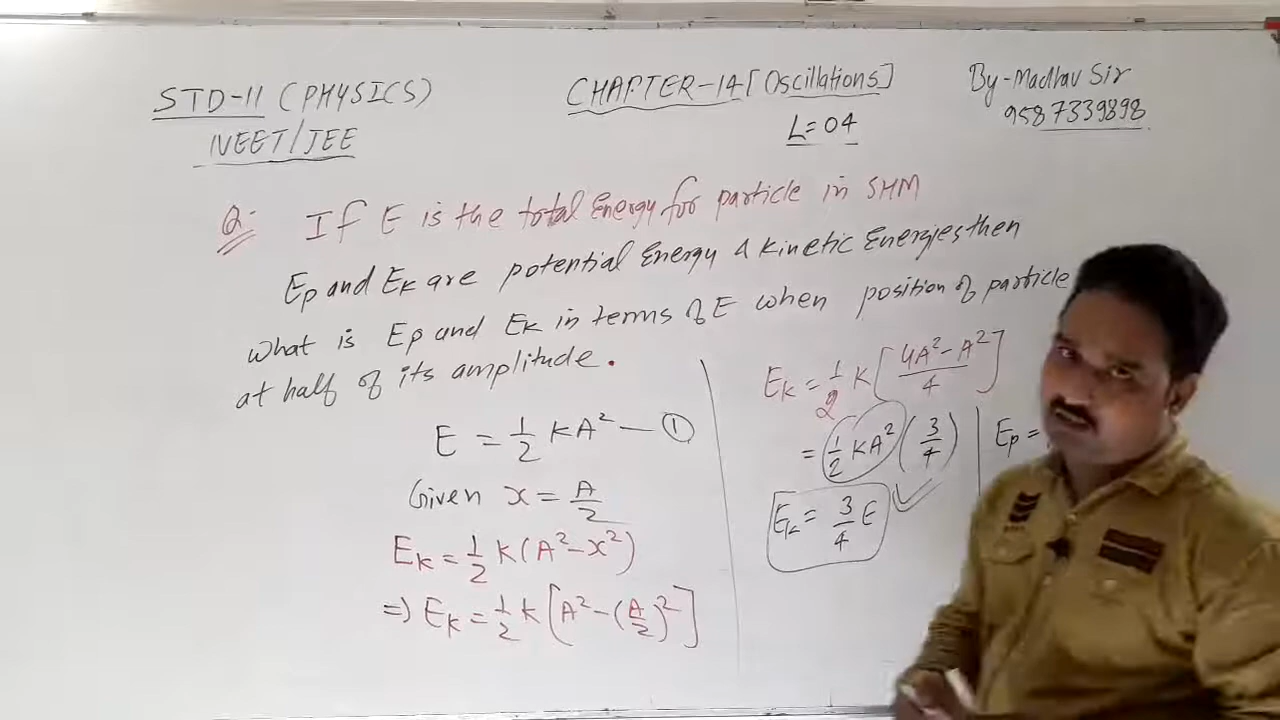 STD-11 (PHYSICS)
NEET/JEE
CHAPTER-14 [Oscillations]
L=04
By-Madhav Sir
9587339898
Q:- If E is the total Energy for particle in SHM
Ep and EK are potential Energy & kinetic Energies then
what is Ep and EK in terms of E when position of particle
at half of its amplitude.
E = 1/2 KA² — ①
Given x = A/2
EK = 1/2 K(A²-x²)
=) EK = 1/2 K[A²-(A/2)²]
EK = 1/2 K[(4A²-A²)/4]
= (1/2 KA²)(3/4)
EK = 3/4 E
Ep =